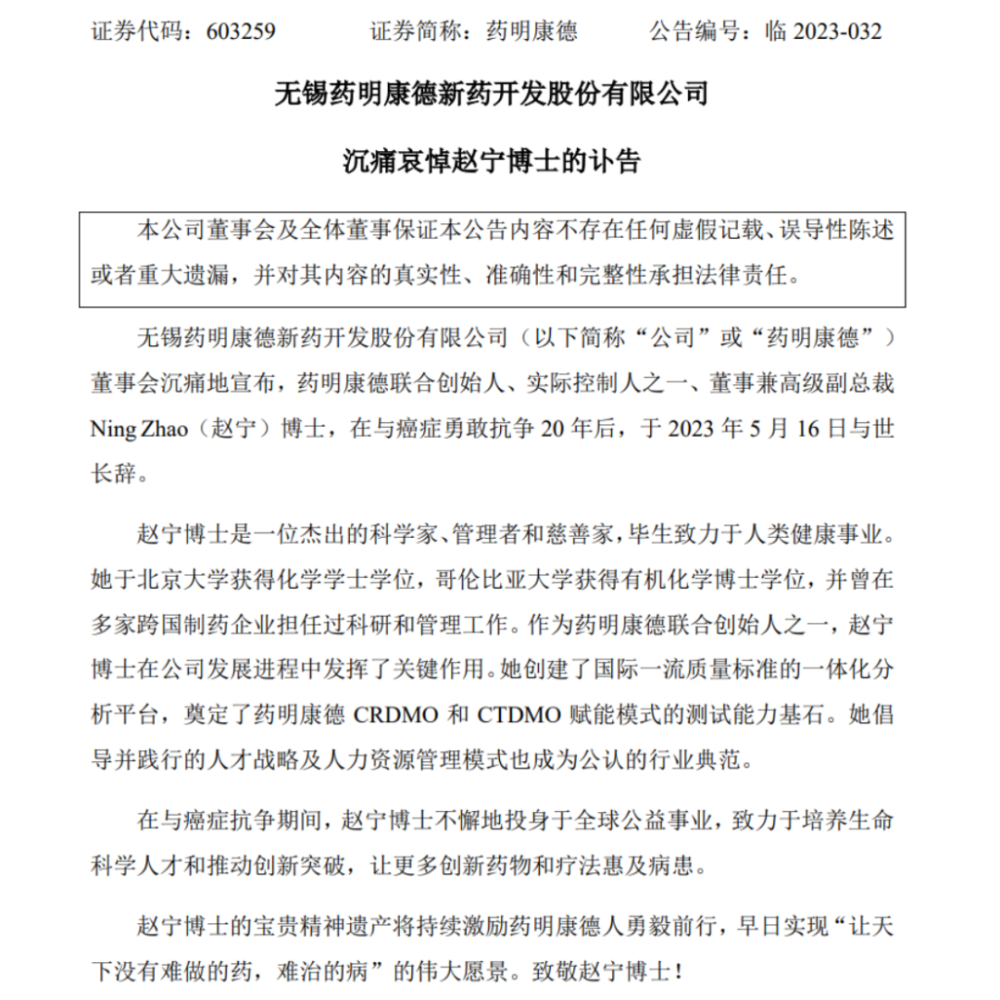 证券代码：603259 证券简称：药明康德 公告编号：临 2023-032
无锡药明康德新药开发股份有限公司
沉痛哀悼赵宁博士的讣告
本公司董事会及全体董事保证本公告内容不存在任何虚假记载、误导性陈述
或者重大遗漏，并对其内容的真实性、准确性和完整性承担法律责任。
无锡药明康德新药开发股份有限公司（以下简称“公司”或“药明康德”）
董事会沉痛地宣布，药明康德联合创始人、实际控制人之一、董事兼高级副总裁
Ning Zhao（赵宁）博士，在与癌症勇敢抗争 20 年后，于 2023 年 5 月 16 日与世
长辞。
赵宁博士是一位杰出的科学家、管理者和慈善家，毕生致力于人类健康事业。
她于北京大学获得化学学士学位，哥伦比亚大学获得有机化学博士学位，并曾在
多家跨国制药企业担任过科研和管理工作。作为药明康德联合创始人之一，赵宁
博士在公司发展进程中发挥了关键作用。她创建了国际一流质量标准的一体化分
析平台，奠定了药明康德 CRDMO 和 CTDMO 赋能模式的测试能力基石。她倡
导并践行的人才战略及人力资源管理模式也成为公认的行业典范。
在与癌症抗争期间，赵宁博士不懈地投身于全球公益事业，致力于培养生命
科学人才和推动创新突破，让更多创新药物和疗法惠及病患。
赵宁博士的宝贵精神遗产将持续激励药明康德人勇毅前行，早日实现“让天
下没有难做的药，难治的病”的伟大愿景。致敬赵宁博士！